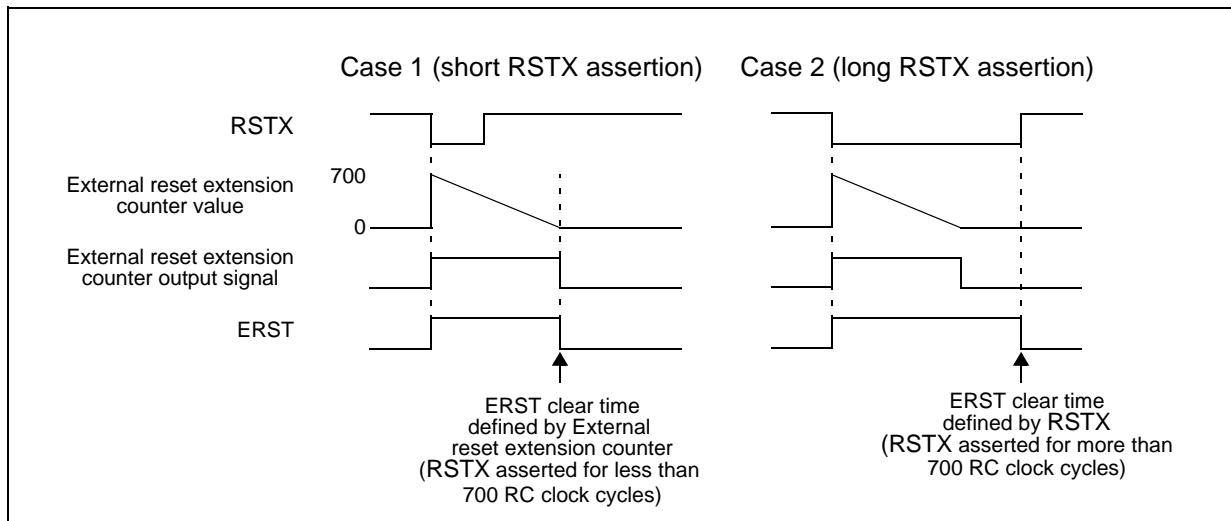 Case 1 (short RSTX assertion)
Case 2 (long RSTX assertion)
RSTX
External reset extension
counter value
700
0
External reset extension
counter output signal
ERST
ERST clear time
defined by External
reset extension counter
(RSTX asserted for less than
700 RC clock cycles)
ERST clear time
defined by RSTX
(RSTX asserted for more than
700 RC clock cycles)